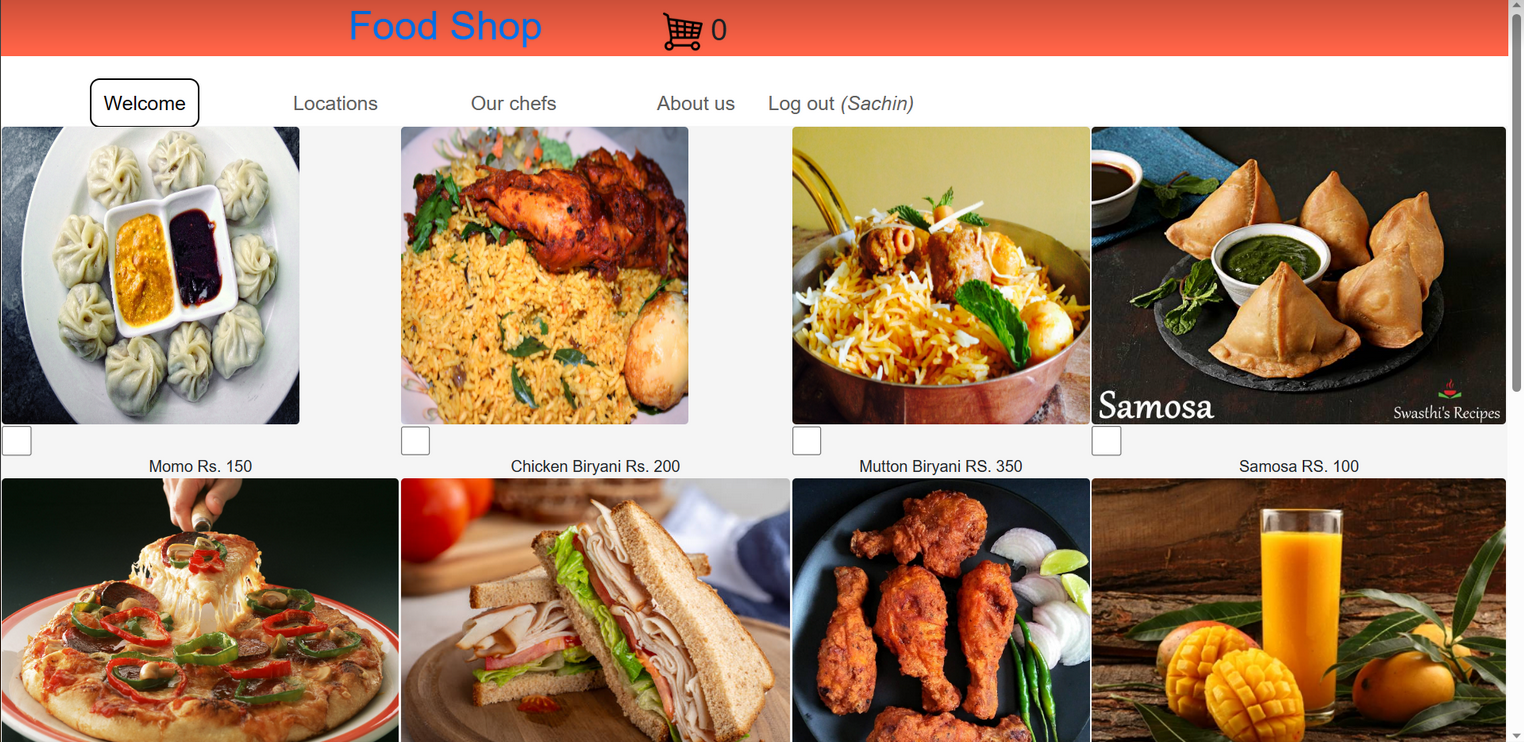 Food Shop 0
Welcome Locations Our chefs About us Log out (Sachin)
Samosa
Swasthi's Recipes
Momo Rs. 150 Chicken Biryani Rs. 200 Mutton Biryani RS. 350 Samosa RS. 100